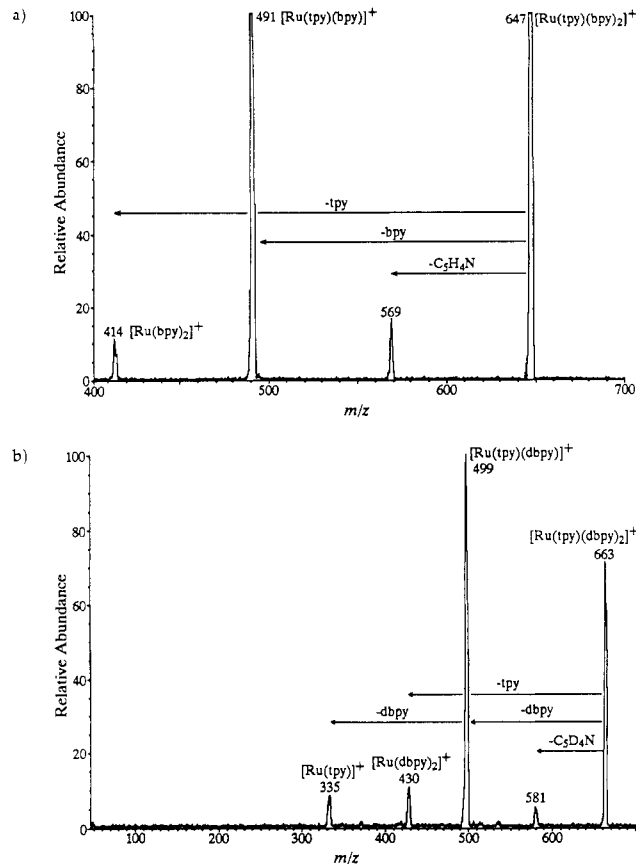 a)
100
491 [Ru(tpy)(bpy)]⁺
647 [Ru(tpy)(bpy)₂]⁺
80
60
-tpy
40
-bpy
-C₅H₄N
20
414 [Ru(bpy)₂]⁺
569
0
400
500
600
700
m/z
Relative Abundance
b)
100
[Ru(tpy)(dbpy)]⁺
499
[Ru(tpy)(dbpy)₂]⁺
663
80
60
40
-tpy
-dbpy
-dbpy
-C₅D₄N
20
[Ru(tpy)]⁺
335
[Ru(dbpy)₂]⁺
430
581
0
100
200
300
400
500
600
m/z
Relative Abundance